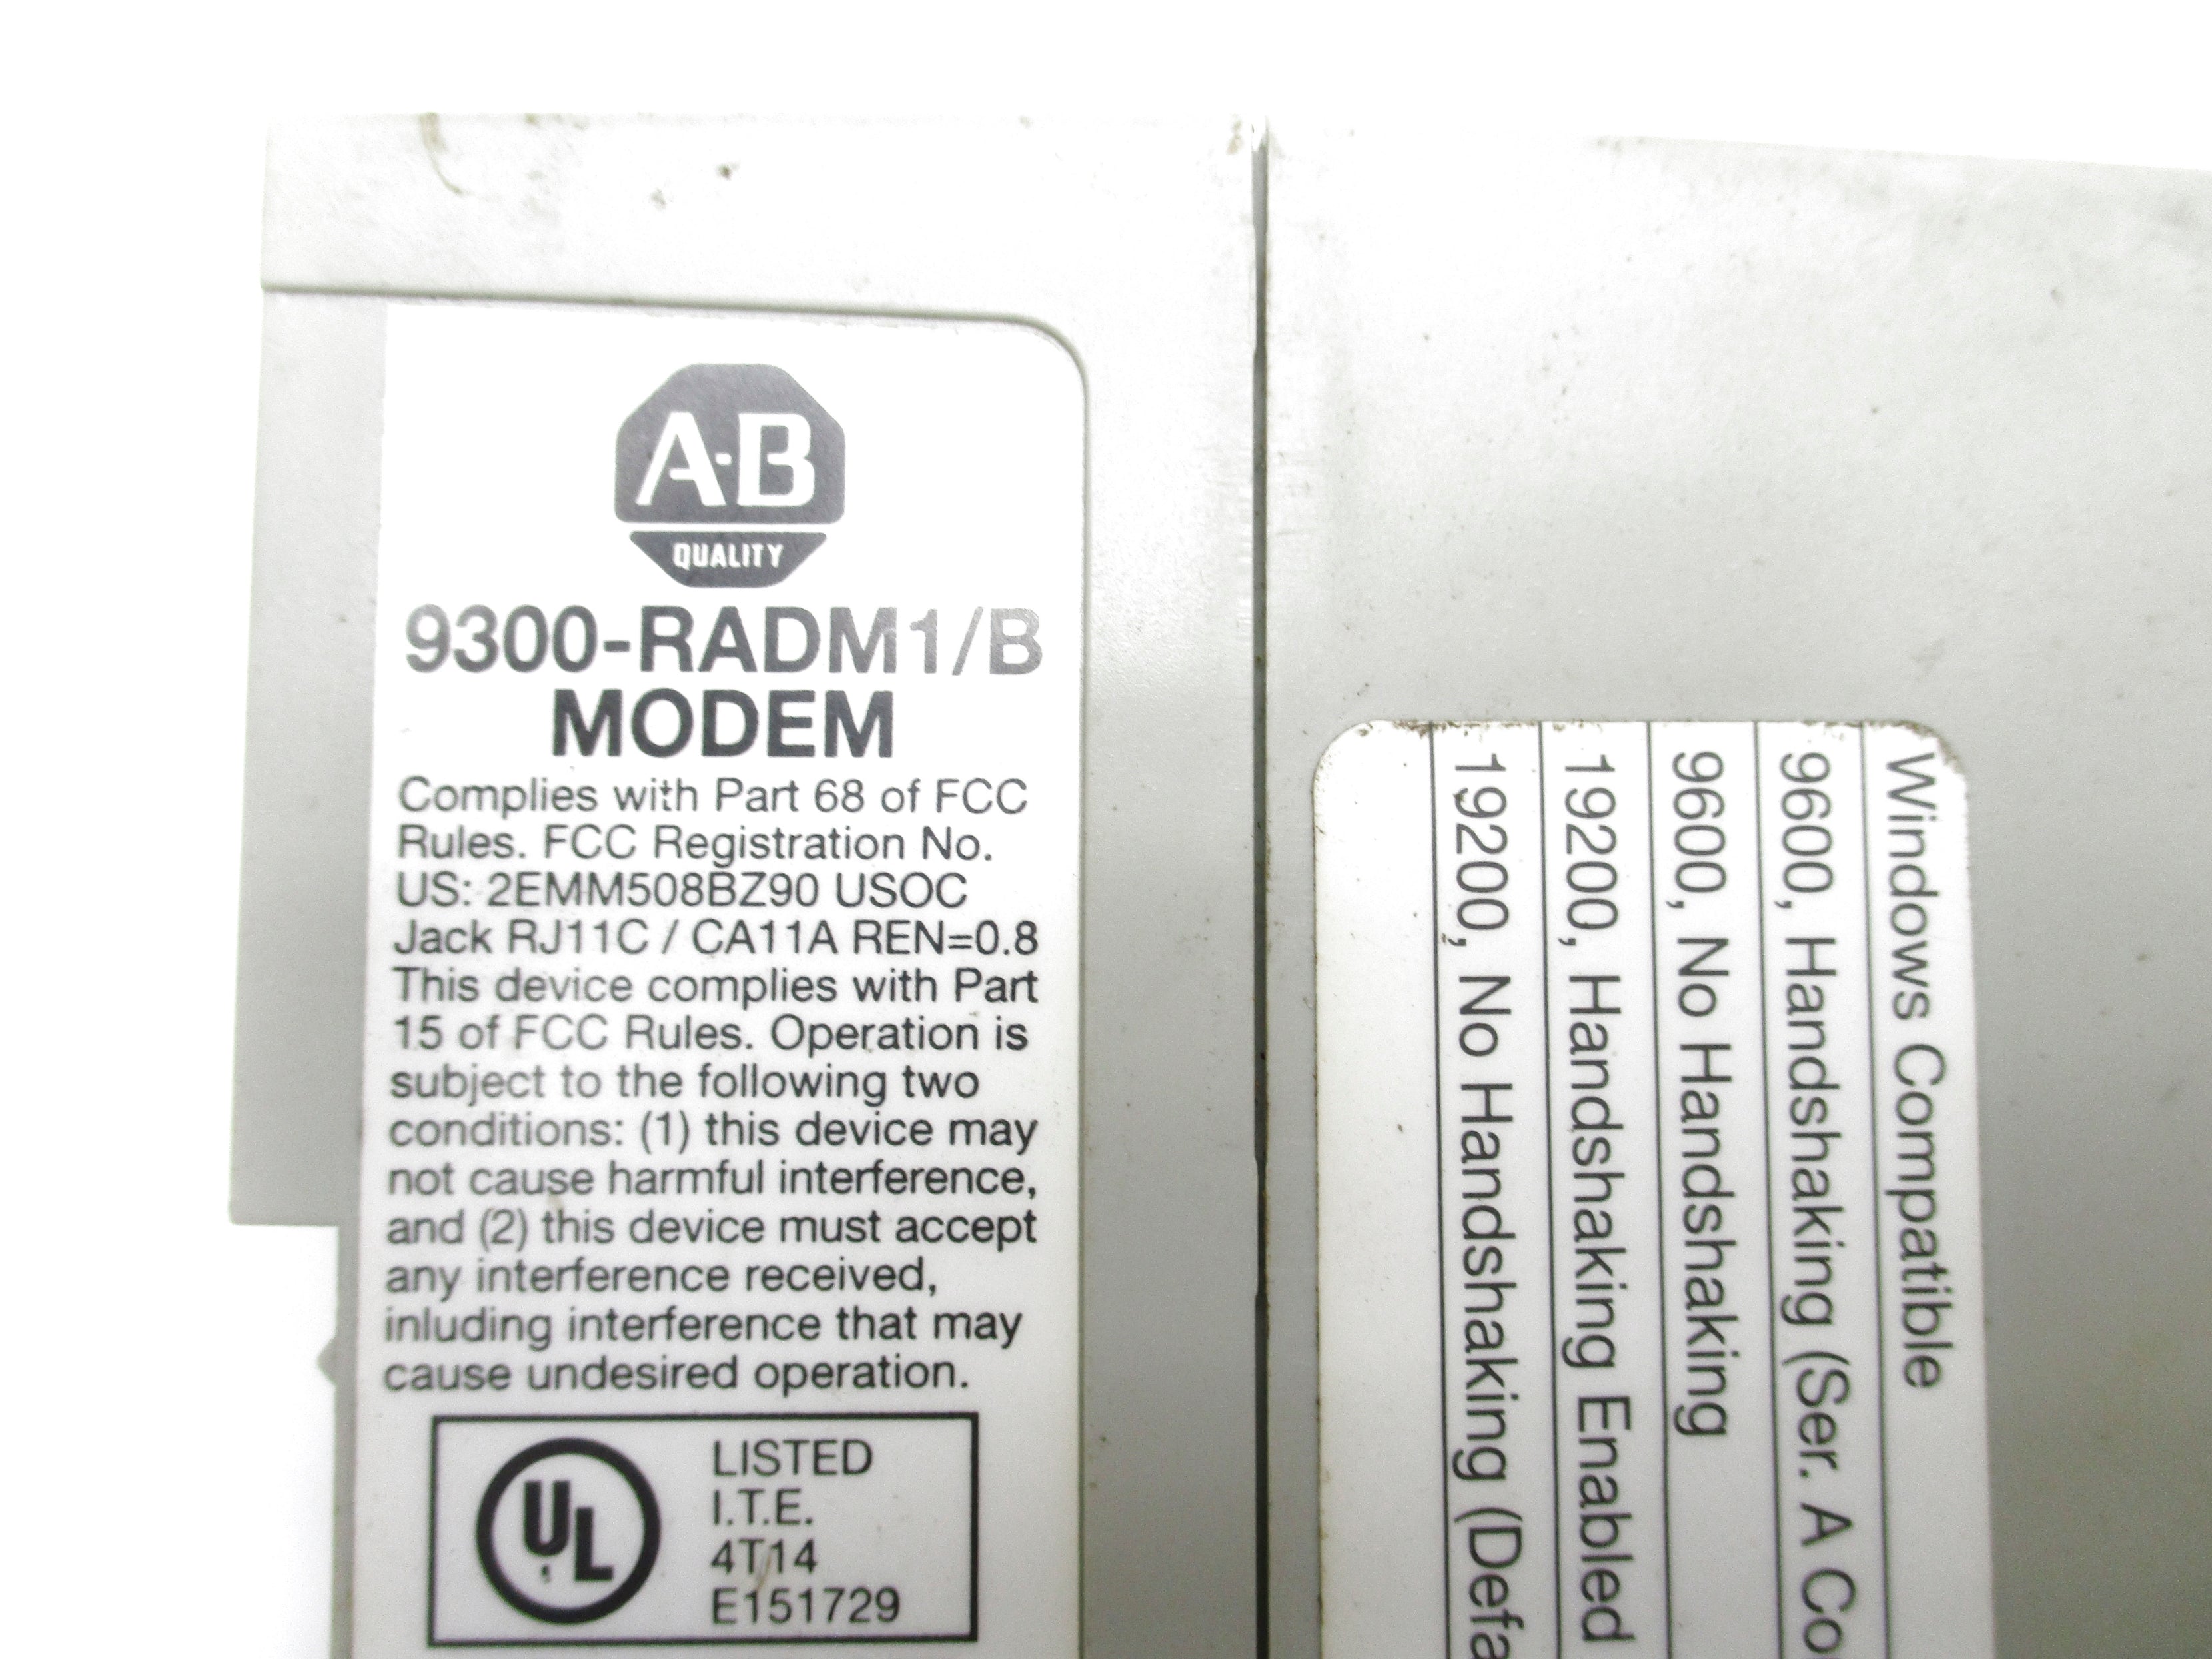 A·B
QUALITY
9300-RADM1/B
MODEM
Complies with Part 68 of FCC
Rules. FCC Registration No.
US: 2EMM508BZ90 USOC
Jack RJ11C / CA11A REN=0.8
This device complies with Part
15 of FCC Rules. Operation is
subject to the following two
conditions: (1) this device may
not cause harmful interference,
and (2) this device must accept
any interference received,
inluding interference that may
cause undesired operation.
UL
LISTED
I.T.E.
4T14
E151729
Windows Compatible
9600, Handshaking (Ser. A Co
9600, No Handshaking
19200, Handshaking Enabled
19200, No Handshaking (Defa